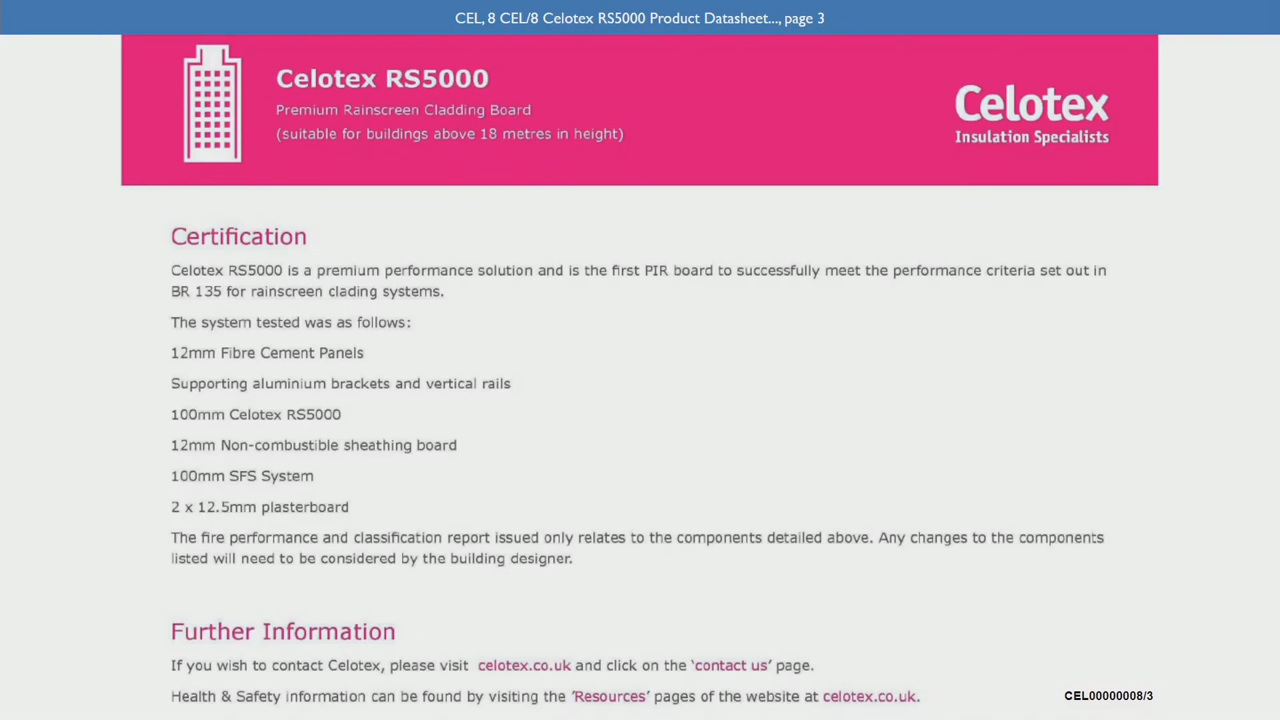 CEL, 8 CEL/8 Celotex RS5000 Product Datasheet..., page 3
Celotex RS5000
Premium Rainscreen Cladding Board
(suitable for buildings above 18 metres in height)
Celotex
Insulation Specialists
Certification
Celotex RS5000 is a premium performance solution and is the first PIR board to successfully meet the performance criteria set out in
BR 135 for rainscreen clading systems.
The system tested was as follows:
12mm Fibre Cement Panels
Supporting aluminium brackets and vertical rails
100mm Celotex RS5000
12mm Non-combustible sheathing board
100mm SFS System
2 x 12.5mm plasterboard
The fire performance and classification report issued only relates to the components detailed above. Any changes to the components
listed will need to be considered by the building designer.
Further Information
If you wish to contact Celotex, please visit celotex.co.uk and click on the ‘contact us’ page.
Health & Safety information can be found by visiting the ’Resources’ pages of the website at celotex.co.uk.
CEL00000008/3